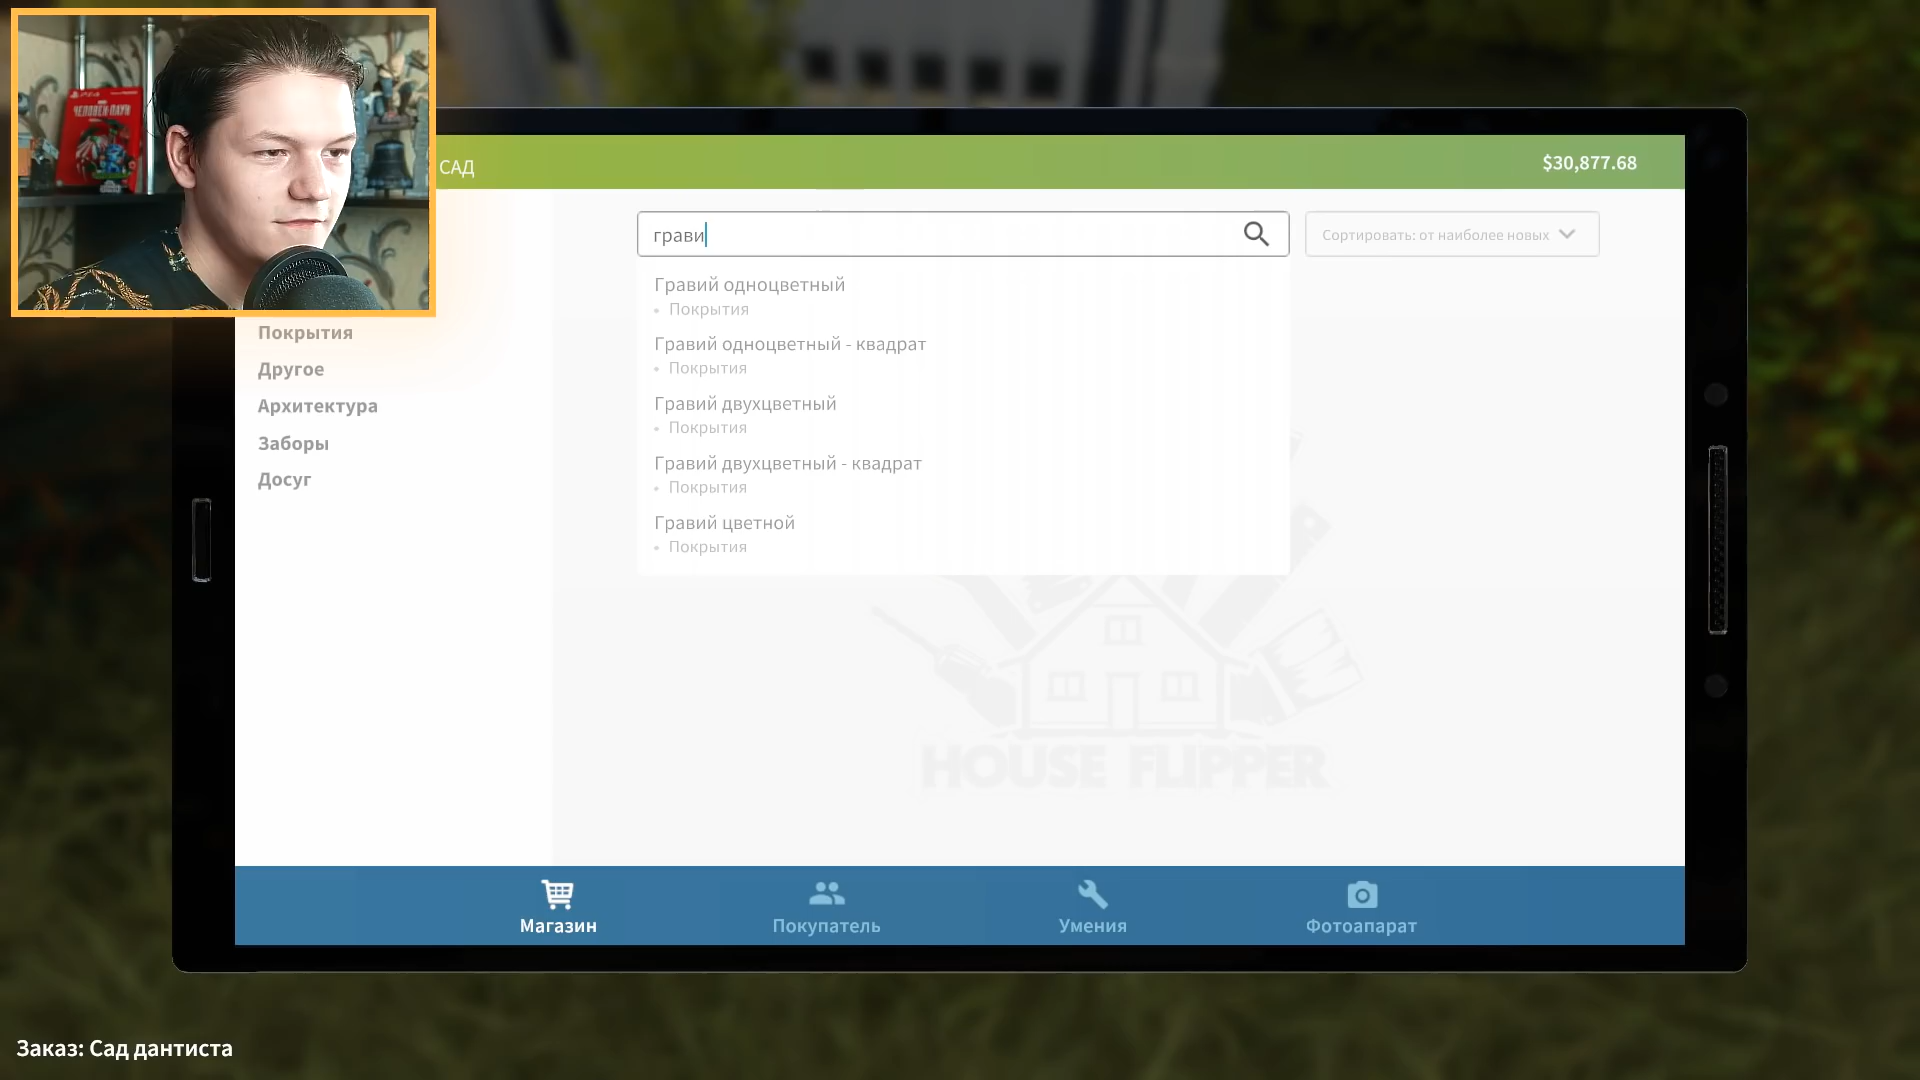 ЧЕЛОВЕК-ПАУК
САД
$30,877.68
грави
Сортировать: от наиболее новых
Гравий одноцветный
• Покрытия
Гравий одноцветный - квадрат
• Покрытия
Гравий двухцветный
• Покрытия
Гравий двухцветный - квадрат
• Покрытия
Гравий цветной
• Покрытия
Покрытия
Другое
Архитектура
Заборы
Досуг
HOUSE FLIPPER
Магазин
Покупатель
Умения
Фотоапарат
Заказ: Сад дантиста